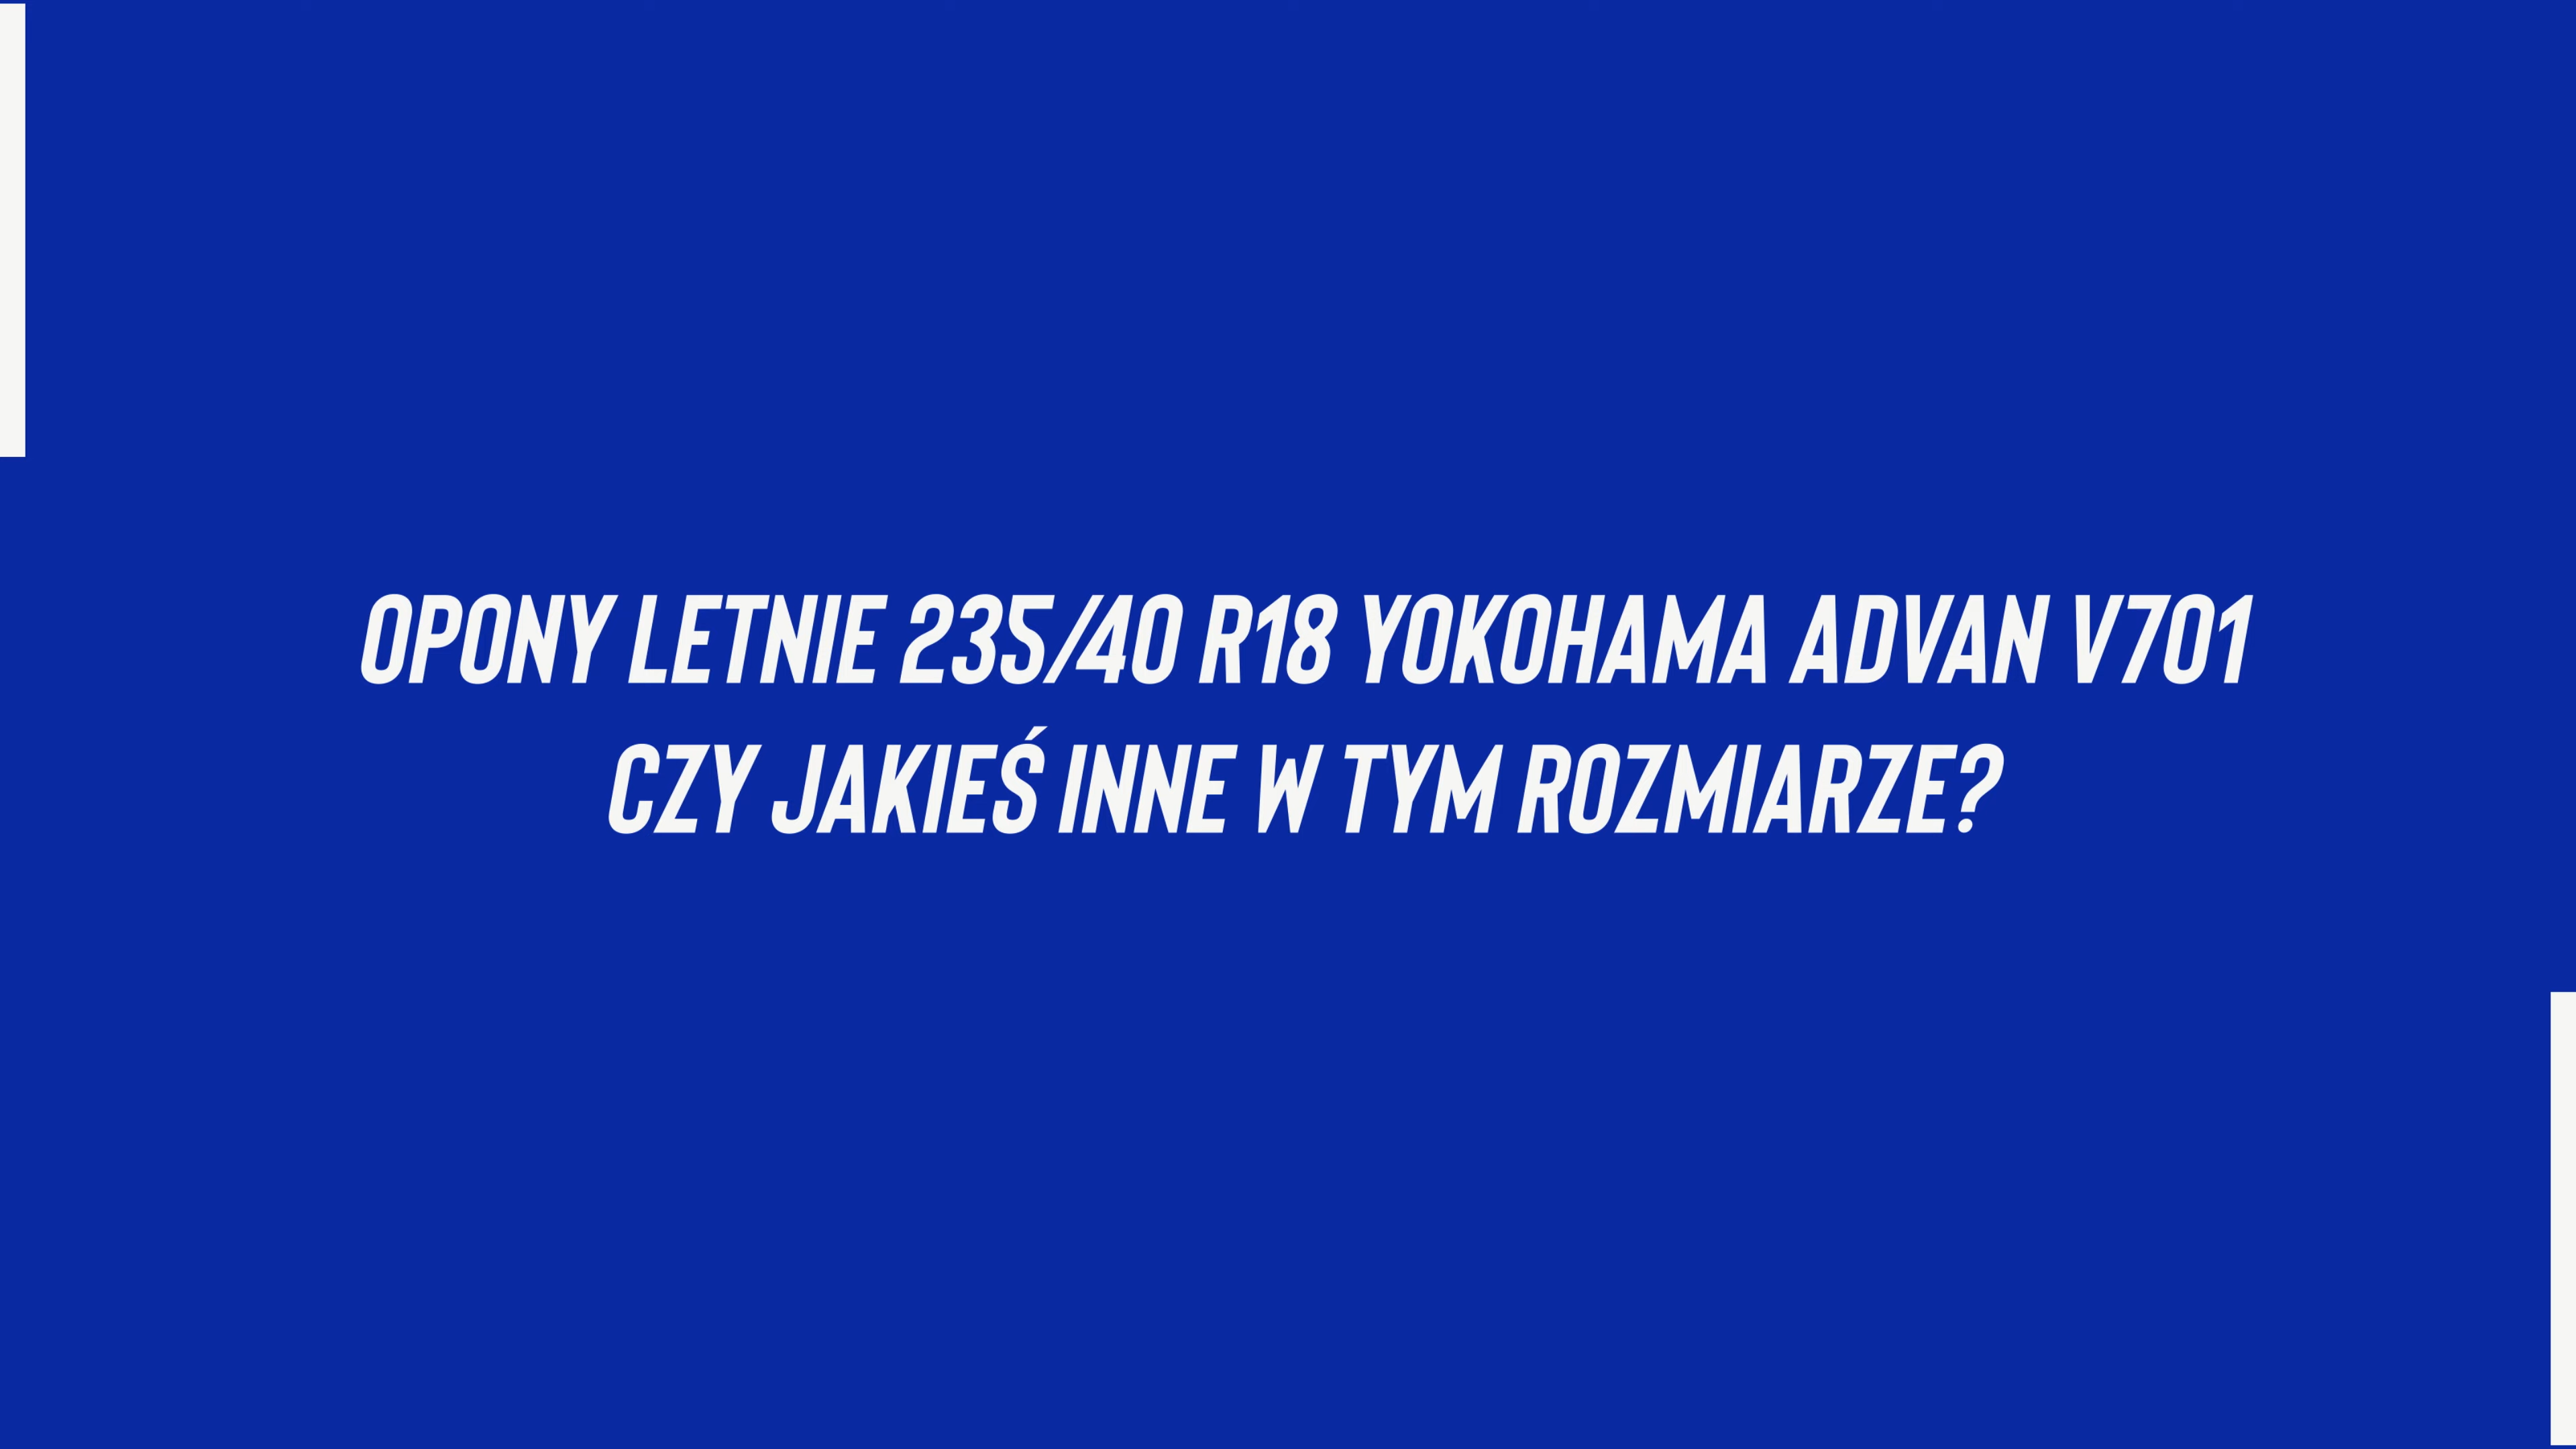 OPONY LETNIE 235/40 R18 YOKOHAMA ADVAN V701
CZY JAKIEŚ INNE W TYM ROZMIARZE?